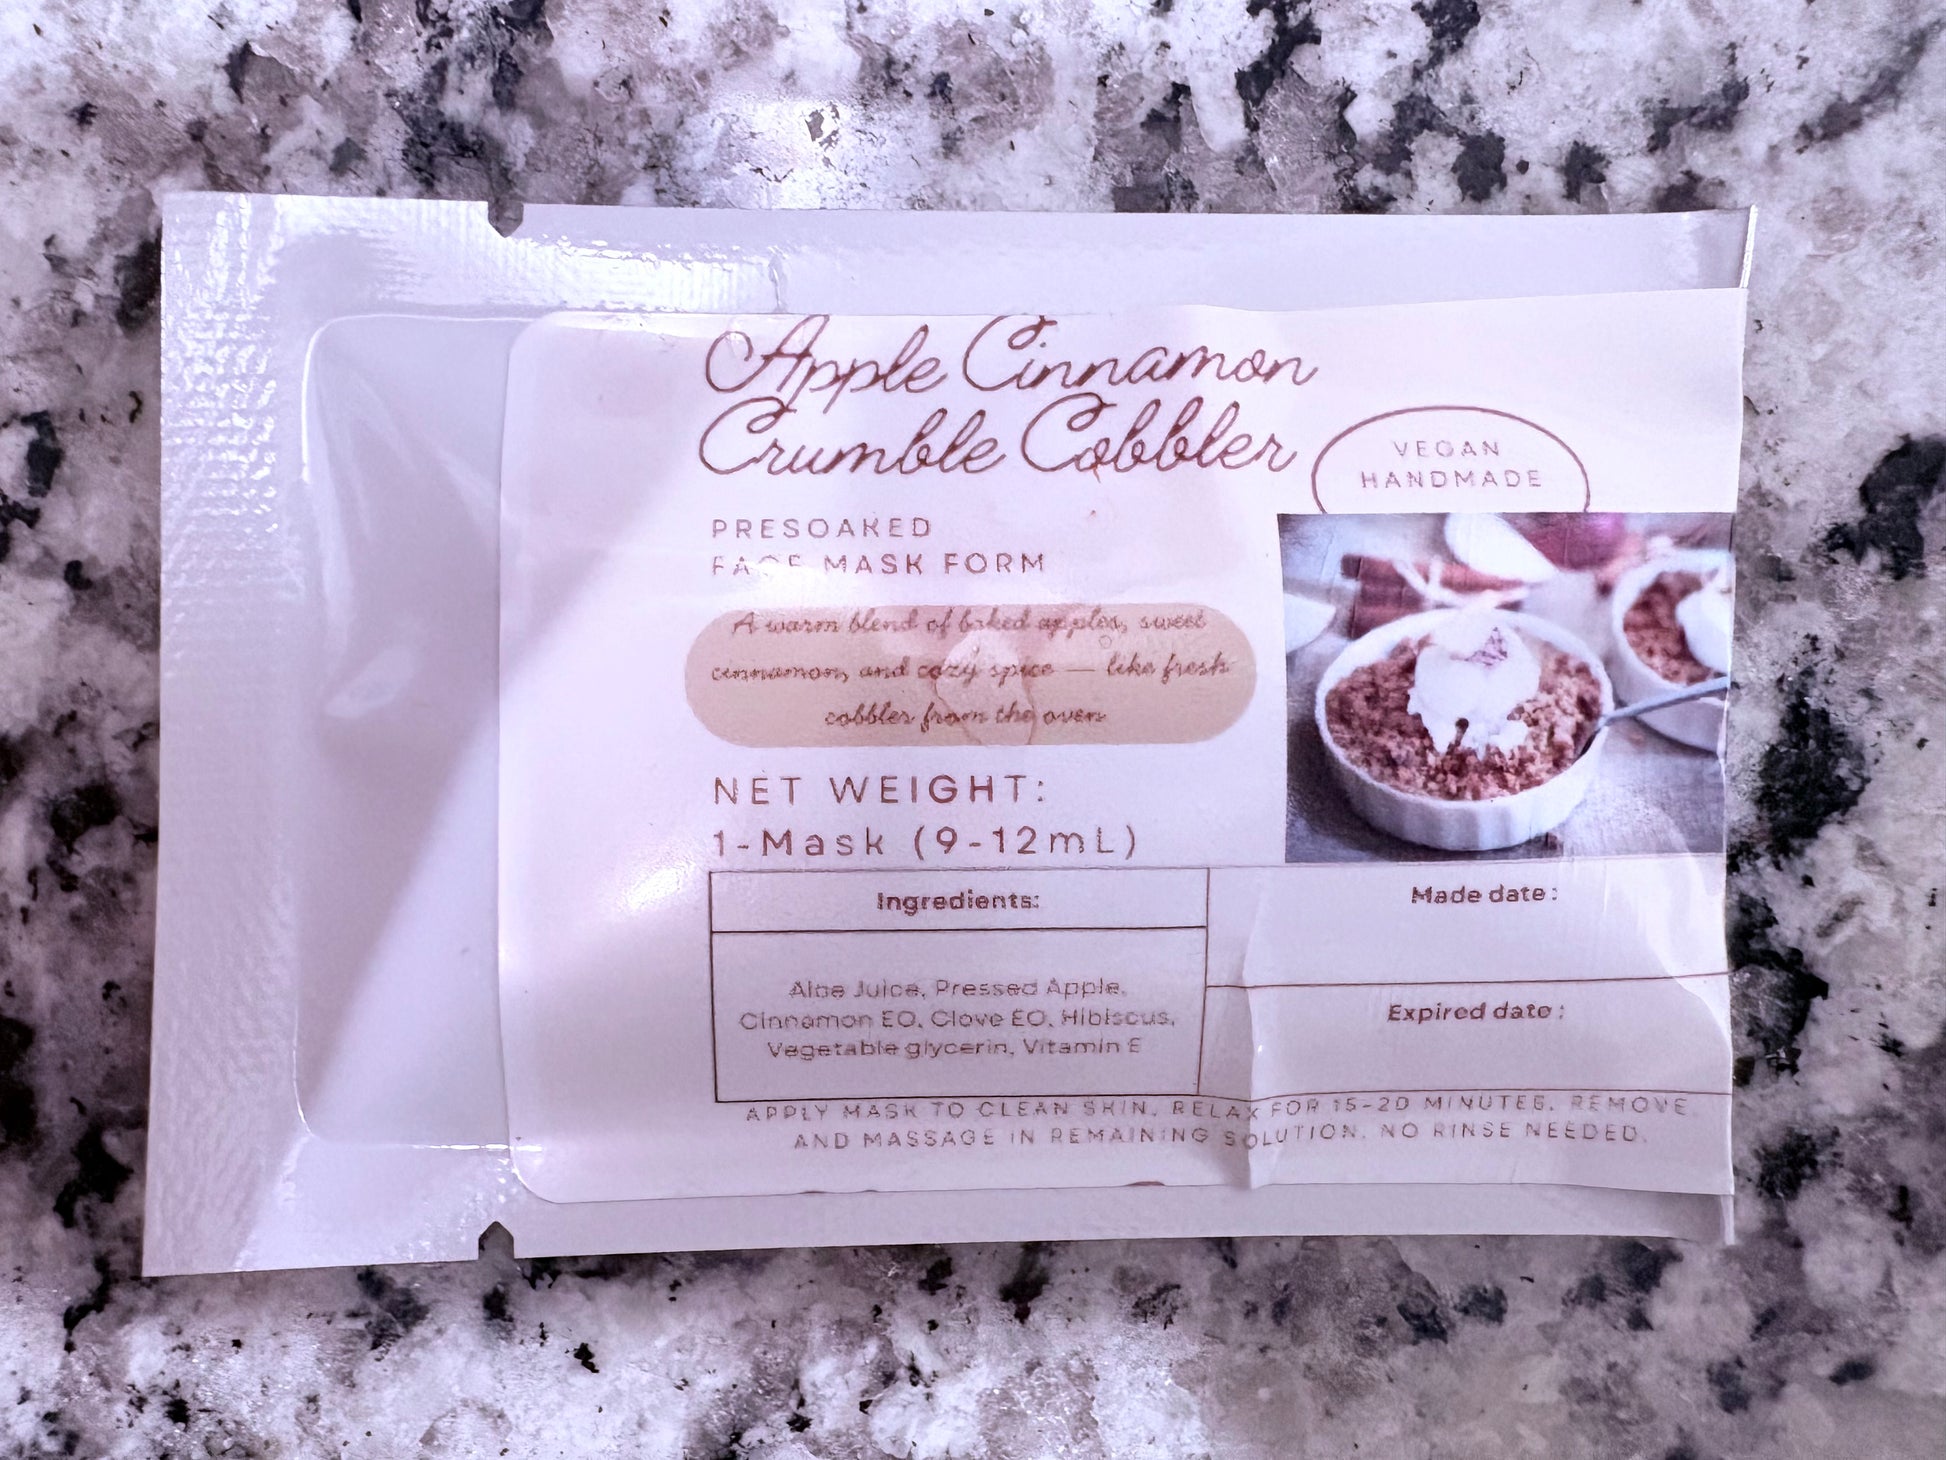 Apple Cinnamon
Crumble Cobbler
VEGAN
HANDMADE
PRESOAKED
FACE MASK FORM
A warm blend of baked apples, sweet
cinnamon, and cozy spice — like fresh
cobbler from the oven
NET WEIGHT:
1-Mask (9-12mL)
Ingredients:
Aloe Juice, Pressed Apple,
Cinnamon EO, Clove EO, Hibiscus,
Vegetable glycerin, Vitamin E
Made date :
Expired date :
APPLY MASK TO CLEAN SKIN. RELAX FOR 15-20 MINUTES. REMOVE
AND MASSAGE IN REMAINING SOLUTION. NO RINSE NEEDED.